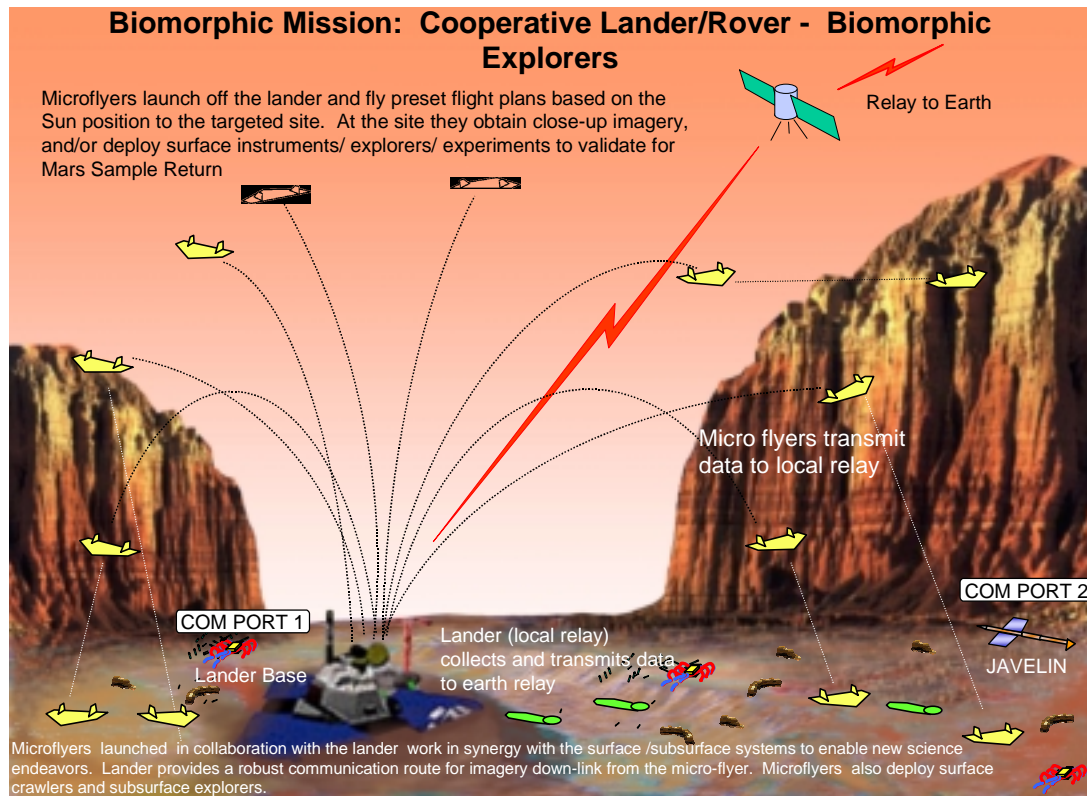 Biomorphic Mission: Cooperative Lander/Rover - Biomorphic
Explorers
Microflyers launch off the lander and fly preset flight plans based on the
Sun position to the targeted site. At the site they obtain close-up imagery,
and/or deploy surface instruments/ explorers/ experiments to validate for
Mars Sample Return
Relay to Earth
Micro flyers transmit
data to local relay
COM PORT 1
COM PORT 2
Lander Base
Lander (local relay)
collects and transmits data
to earth relay
JAVELIN
Microflyers launched in collaboration with the lander work in synergy with the surface /subsurface systems to enable new science
endeavors. Lander provides a robust communication route for imagery down-link from the micro-flyer. Microflyers also deploy surface
crawlers and subsurface explorers.